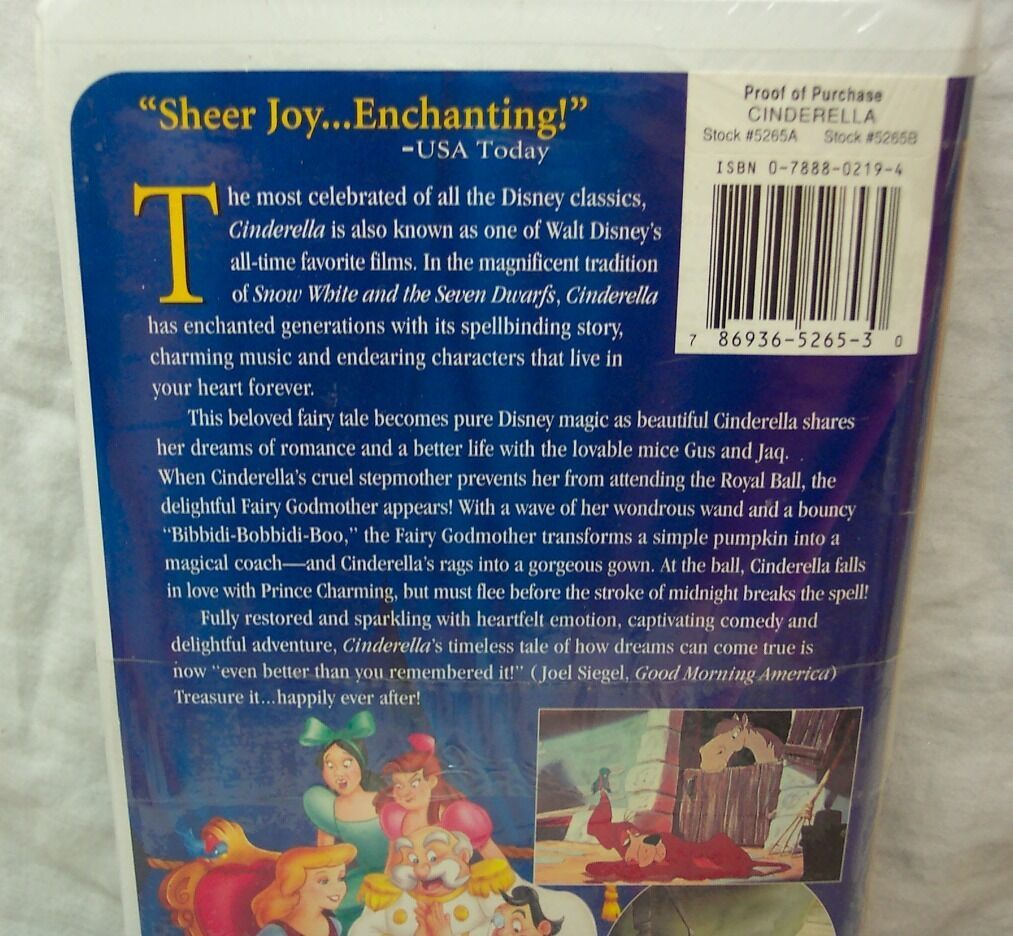 “Sheer Joy...Enchanting!”
-USA Today
The most celebrated of all the Disney classics,
Cinderella is also known as one of Walt Disney’s
all-time favorite films. In the magnificent tradition
of Snow White and the Seven Dwarfs, Cinderella
has enchanted generations with its spellbinding story,
charming music and endearing characters that live in
your heart forever.
This beloved fairy tale becomes pure Disney magic as beautiful Cinderella shares
her dreams of romance and a better life with the lovable mice Gus and Jaq.
When Cinderella’s cruel stepmother prevents her from attending the Royal Ball, the
delightful Fairy Godmother appears! With a wave of her wondrous wand and a bouncy
“Bibbidi-Bobbidi-Boo,” the Fairy Godmother transforms a simple pumpkin into a
magical coach—and Cinderella’s rags into a gorgeous gown. At the ball, Cinderella falls
in love with Prince Charming, but must flee before the stroke of midnight breaks the spell!
Fully restored and sparkling with heartfelt emotion, captivating comedy and
delightful adventure, Cinderella’s timeless tale of how dreams can come true is
now “even better than you remembered it!” (Joel Siegel, Good Morning America)
Treasure it...happily ever after!
Proof of Purchase
CINDERELLA
Stock #5265A Stock #5265B
ISBN 0-7888-0219-4
7 86936-5265-3 0